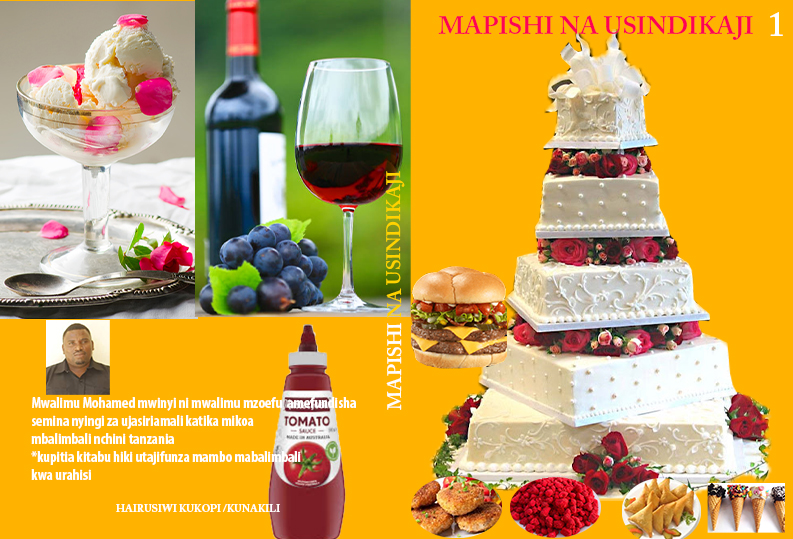 MAPISHI NA USINDIKAJI 1
MAPISHI NA USINDIKAJI
Mwalimu Mohamed mwinyi ni mwalimu mzoefu amefundisha
semina nyingi za ujasiriamali katika mikoa
mbalimbali nchini tanzania
*kupitia kitabu hiki utajifunza mambo mabalimbali
kwa urahisi
TOMATO
SAUCE
MADE IN AUSTRALIA
HAIRUSIWI KUKOPI /KUNAKILI